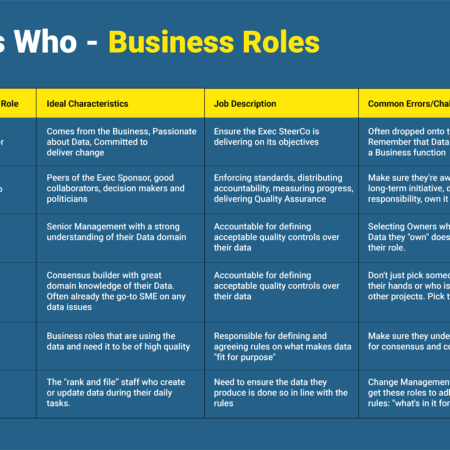 s Who - Business Roles
Role
Ideal Characteristics
Job Description
Common Errors/Chal
or
Comes from the Business, Passionate
about Data, Committed to
deliver change
Ensure the Exec SteerCo is
delivering on its objectives
Often dropped onto t
Remember that Data
a Business function
o
Peers of the Exec Sponsor, good
collaborators, decision makers and
politicians
Enforcing standards, distributing
accountability, measuring progress,
delivering Quality Assurance
Make sure they're aw
long-term initiative, d
responsibility, own it
Senior Management with a strong
understanding of their Data domain
Accountable for defining
acceptable quality controls over
their data
Selecting Owners wh
Data they "own" does
their role.
Consensus builder with great
domain knowledge of their Data.
Often already the go-to SME on any
data issues
Accountable for defining
acceptable quality controls over
their data
Don't just pick someo
their hands or who is
other projects. Pick t
Business roles that are using the
data and need it to be of high quality
Responsible for defining and
agreeing rules on what makes data
"fit for purpose"
Make sure they unde
for consensus and co
The "rank and file" staff who create
or update data during their daily
tasks.
Need to ensure the data they
produce is done so in line with the
rules
Change Management
get these roles to adh
rules: "what's in it for